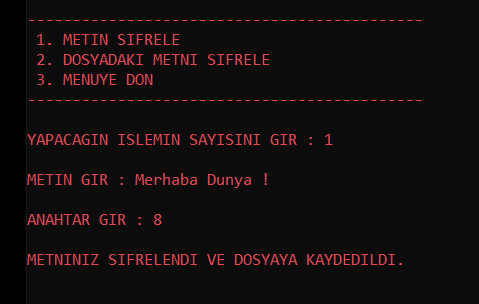 --------------------------------------------
1. METIN SIFRELE
2. DOSYADAKI METNI SIFRELE
3. MENUYE DON
--------------------------------------------
YAPACAGIN ISLEMIN SAYISINI GIR : 1
METIN GIR : Merhaba Dunya !
ANAHTAR GIR : 8
METNINIZ SIFRELENDI VE DOSYAYA KAYDEDILDI.